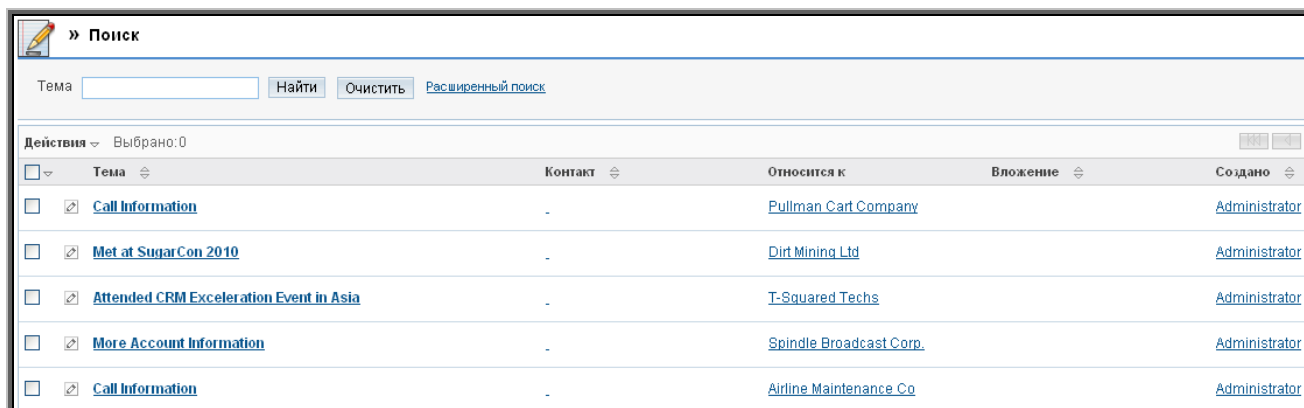 » Поиск
Тема Найти Очистить Расширенный поиск
Действия Выбрано:0
Тема Контакт Относится к Вложение Создано
Call Information Pullman Cart Company Administrator
Met at SugarCon 2010 Dirt Mining Ltd Administrator
Attended CRM Exceleration Event in Asia T-Squared Techs Administrator
More Account Information Spindle Broadcast Corp. Administrator
Call Information Airline Maintenance Co Administrator